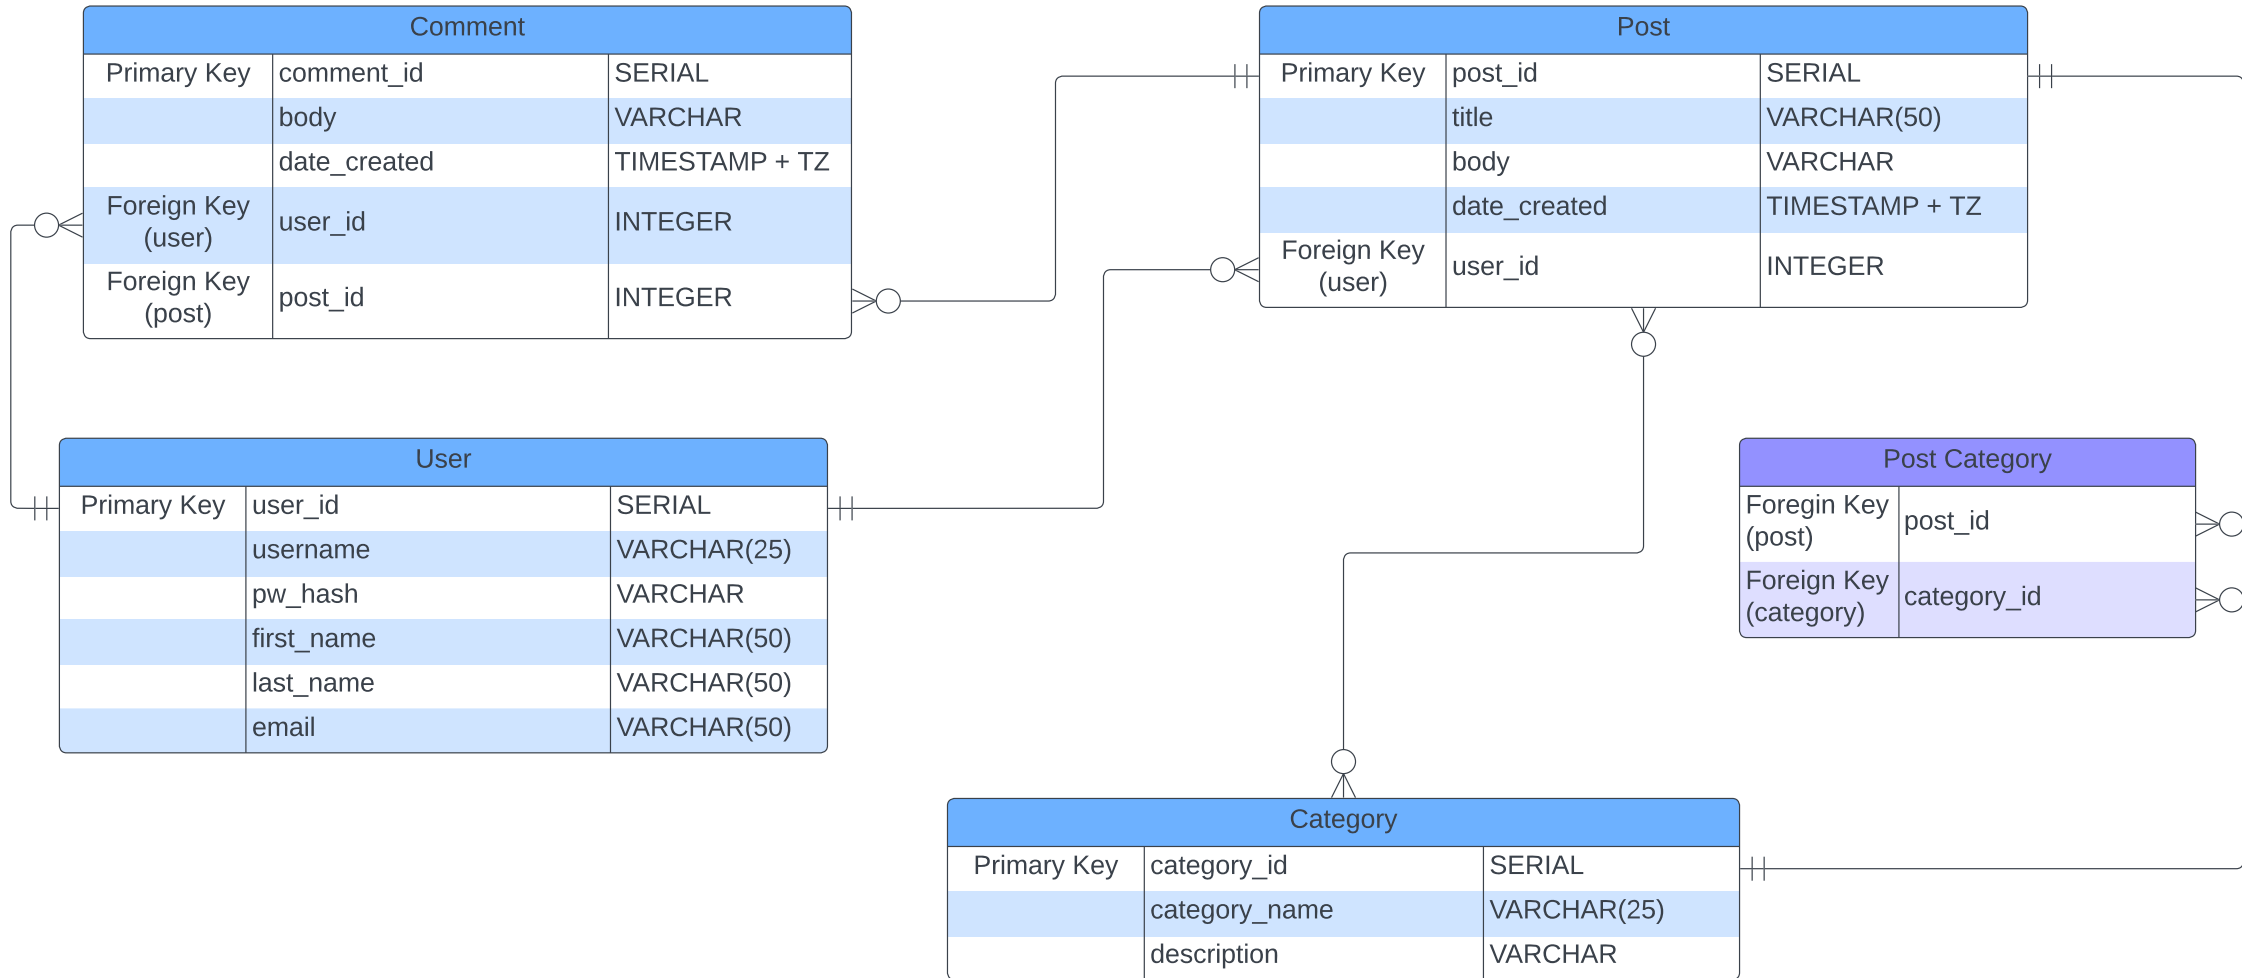 Comment
Primary Key comment_id SERIAL
body VARCHAR
date_created TIMESTAMP + TZ
Foreign Key
(user) user_id INTEGER
Foreign Key
(post) post_id INTEGER
Post
Primary Key post_id SERIAL
title VARCHAR(50)
body VARCHAR
date_created TIMESTAMP + TZ
Foreign Key
(user) user_id INTEGER
User
Primary Key user_id SERIAL
username VARCHAR(25)
pw_hash VARCHAR
first_name VARCHAR(50)
last_name VARCHAR(50)
email VARCHAR(50)
Post Category
Foregin Key
(post) post_id
Foreign Key
(category) category_id
Category
Primary Key category_id SERIAL
category_name VARCHAR(25)
description VARCHAR